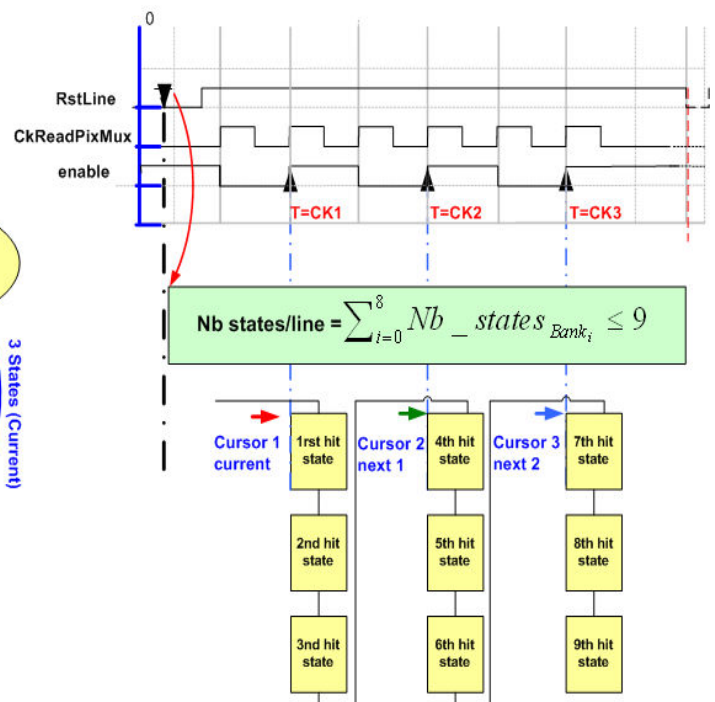 0
RstLine
CkReadPixMux
enable
T=CK1
T=CK2
T=CK3
Nb states/line = ∑_{i=0}^{8} Nb _ states_{Bank_i} ≤ 9
3 States (Current)
Cursor 1
current
1rst hit
state
Cursor 2
next 1
4th hit
state
Cursor 3
next 2
7th hit
state
2nd hit
state
5th hit
state
8th hit
state
3nd hit
state
6th hit
state
9th hit
state